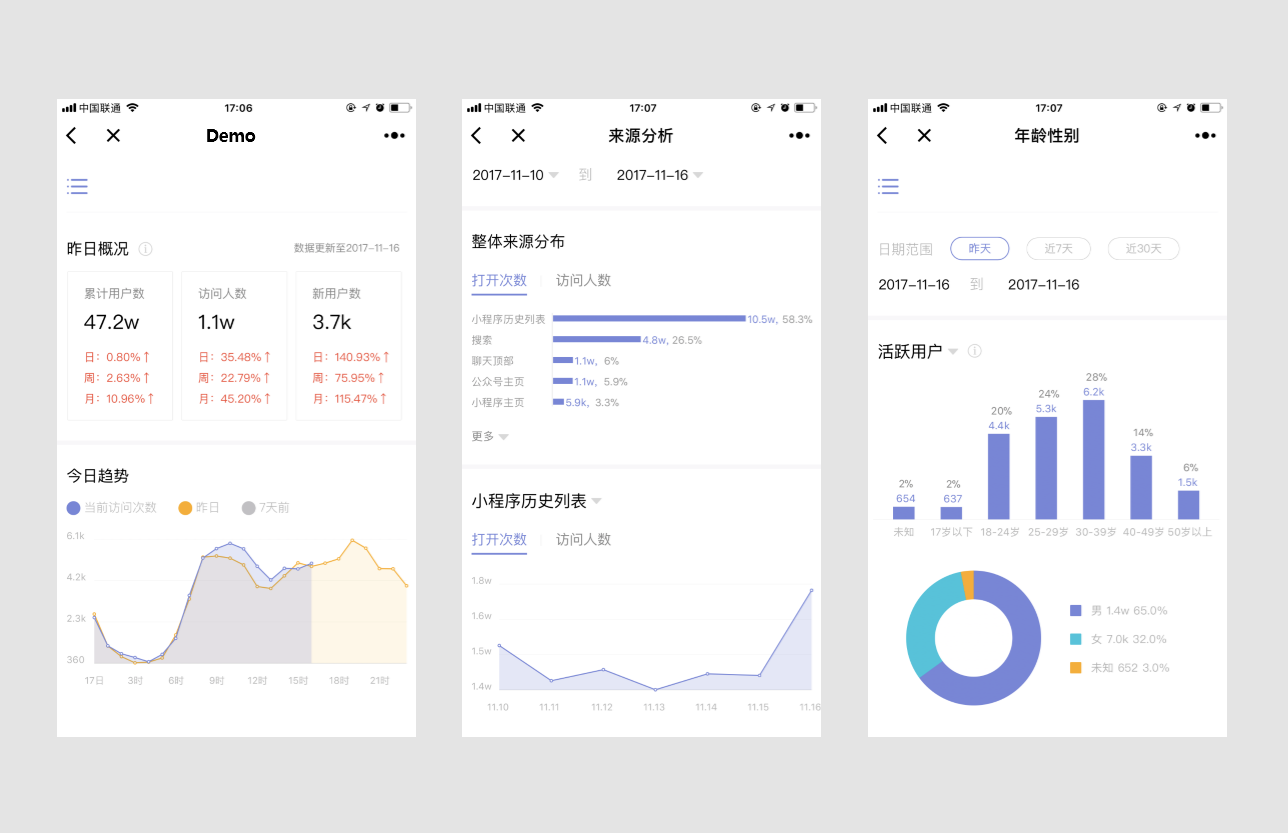 中国联通 17:06
Demo
昨日概况 数据更新至2017-11-16
累计用户数 访问人数 新用户数
47.2w 1.1w 3.7k
日: 0.80%↑ 日: 35.48%↑ 日: 140.93%↑
周: 2.63%↑ 周: 22.79%↑ 周: 75.95%↑
月: 10.96%↑ 月: 45.20%↑ 月: 115.47%↑
今日趋势
当前访问次数 昨日 7天前
6.1k
4.2k
2.3k
360
17日 3时 6时 9时 12时 15时 18时 21时
中国联通 17:07
来源分析
2017-11-10 到 2017-11-16
整体来源分布
打开次数 访问人数
小程序历史列表 10.5w, 58.3%
搜索 4.8w, 26.5%
聊天顶部 1.1w, 6%
公众号主页 1.1w, 5.9%
小程序主页 5.9k, 3.3%
更多
小程序历史列表
打开次数 访问人数
1.8w
1.6w
1.5w
1.4w
11.10 11.11 11.12 11.13 11.14 11.15 11.16
中国联通 17:07
年龄性别
日期范围 昨天 近7天 近30天
2017-11-16 到 2017-11-16
活跃用户
2% 2% 20% 24% 28% 14% 6%
654 637 4.4k 5.3k 6.2k 3.3k 1.5k
未知 17岁以下 18-24岁 25-29岁 30-39岁 40-49岁 50岁以上
男 1.4w 65.0%
女 7.0k 32.0%
未知 652 3.0%